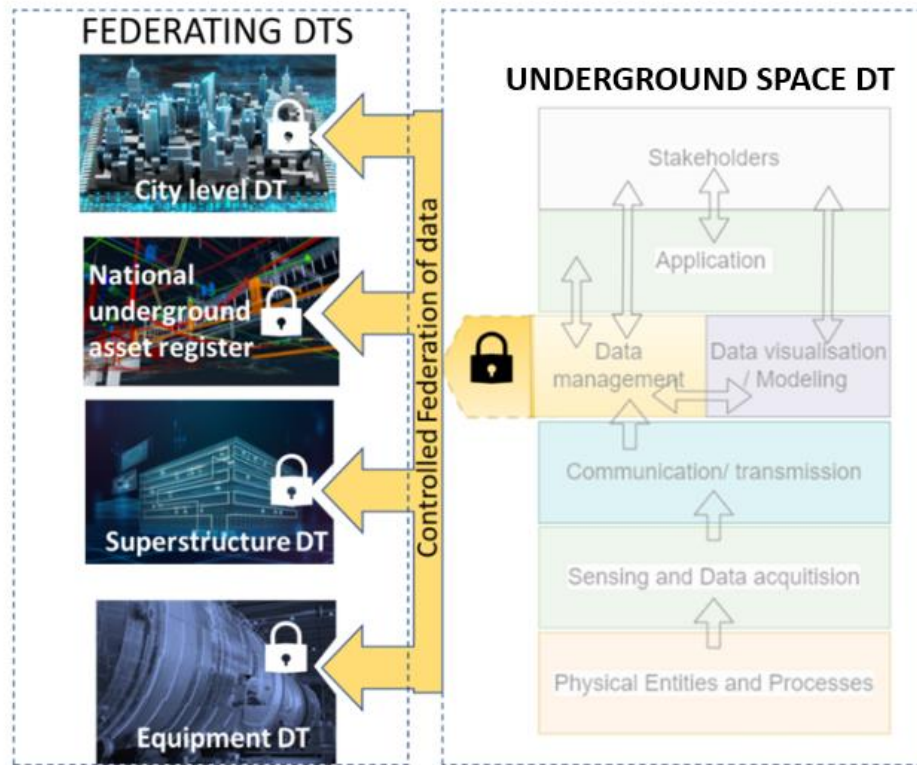 FEDERATING DTS
City level DT
National
underground
asset register
Superstructure DT
Equipment DT
Controlled Federation of data
UNDERGROUND SPACE DT
Stakeholders
Application
Data
management
Data visualisation
/ Modeling
Communication/ transmission
Sensing and Data acquitision
Physical Entities and Processes